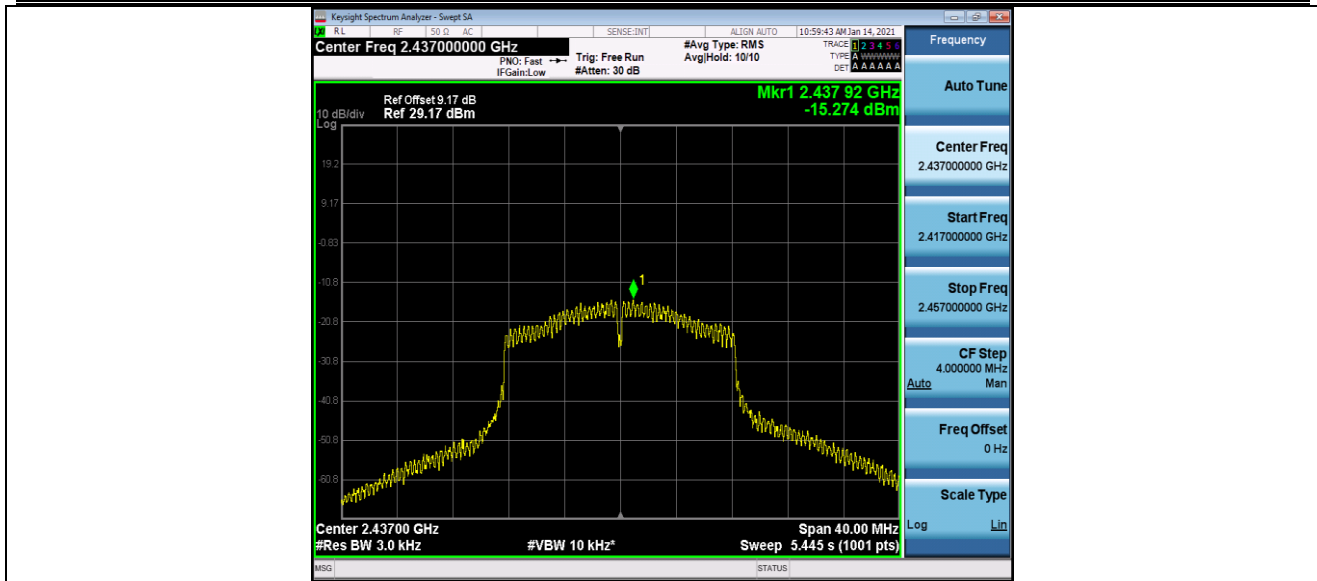 Keysight Spectrum Analyzer - Swept SA
RL RF 50 Ω AC SENSE:INT ALIGN AUTO 10:59:43 AM Jan 14, 2021
Center Freq 2.437000000 GHz
PNO: Fast
IFGain:Low
Trig: Free Run
#Atten: 30 dB
#Avg Type: RMS
Avg|Hold: 10/10
TRACE 1 2 3 4 5 6
TYPE A WWWWW
DET A A A A A A
Ref Offset 9.17 dB
10 dB/div Ref 29.17 dBm
Log
Mkr1 2.437 92 GHz
-15.274 dBm
19.2
9.17
-0.83
-10.8
1
-20.8
-30.8
-40.8
-50.8
-60.8
Center 2.43700 GHz Span 40.00 MHz
#Res BW 3.0 kHz #VBW 10 kHz* Sweep 5.445 s (1001 pts)
MSG STATUS
Frequency
Auto Tune
Center Freq
2.437000000 GHz
Start Freq
2.417000000 GHz
Stop Freq
2.457000000 GHz
CF Step
4.000000 MHz
Auto Man
Freq Offset
0 Hz
Scale Type
Log Lin